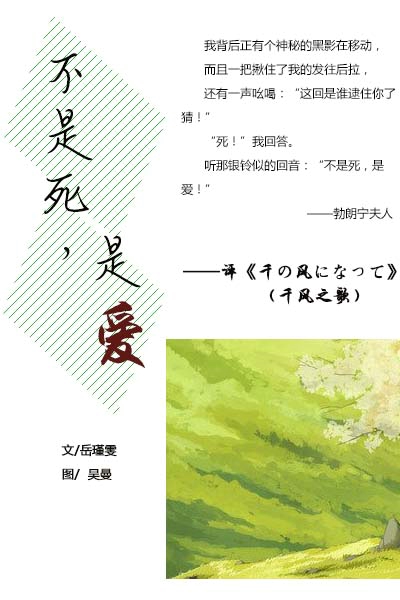 不是死，
是爱
我背后正有个神秘的黑影在移动，
而且一把揪住了我的发往后拉，
还有一声吆喝：“这回是谁逮住你了
猜！”
“死！”我回答。
听那银铃似的回音：“不是死，是
爱！”
——勃朗宁夫人
——评《千の风になって》
（千风之歌）
文/岳瑾雯
图/ 吴曼